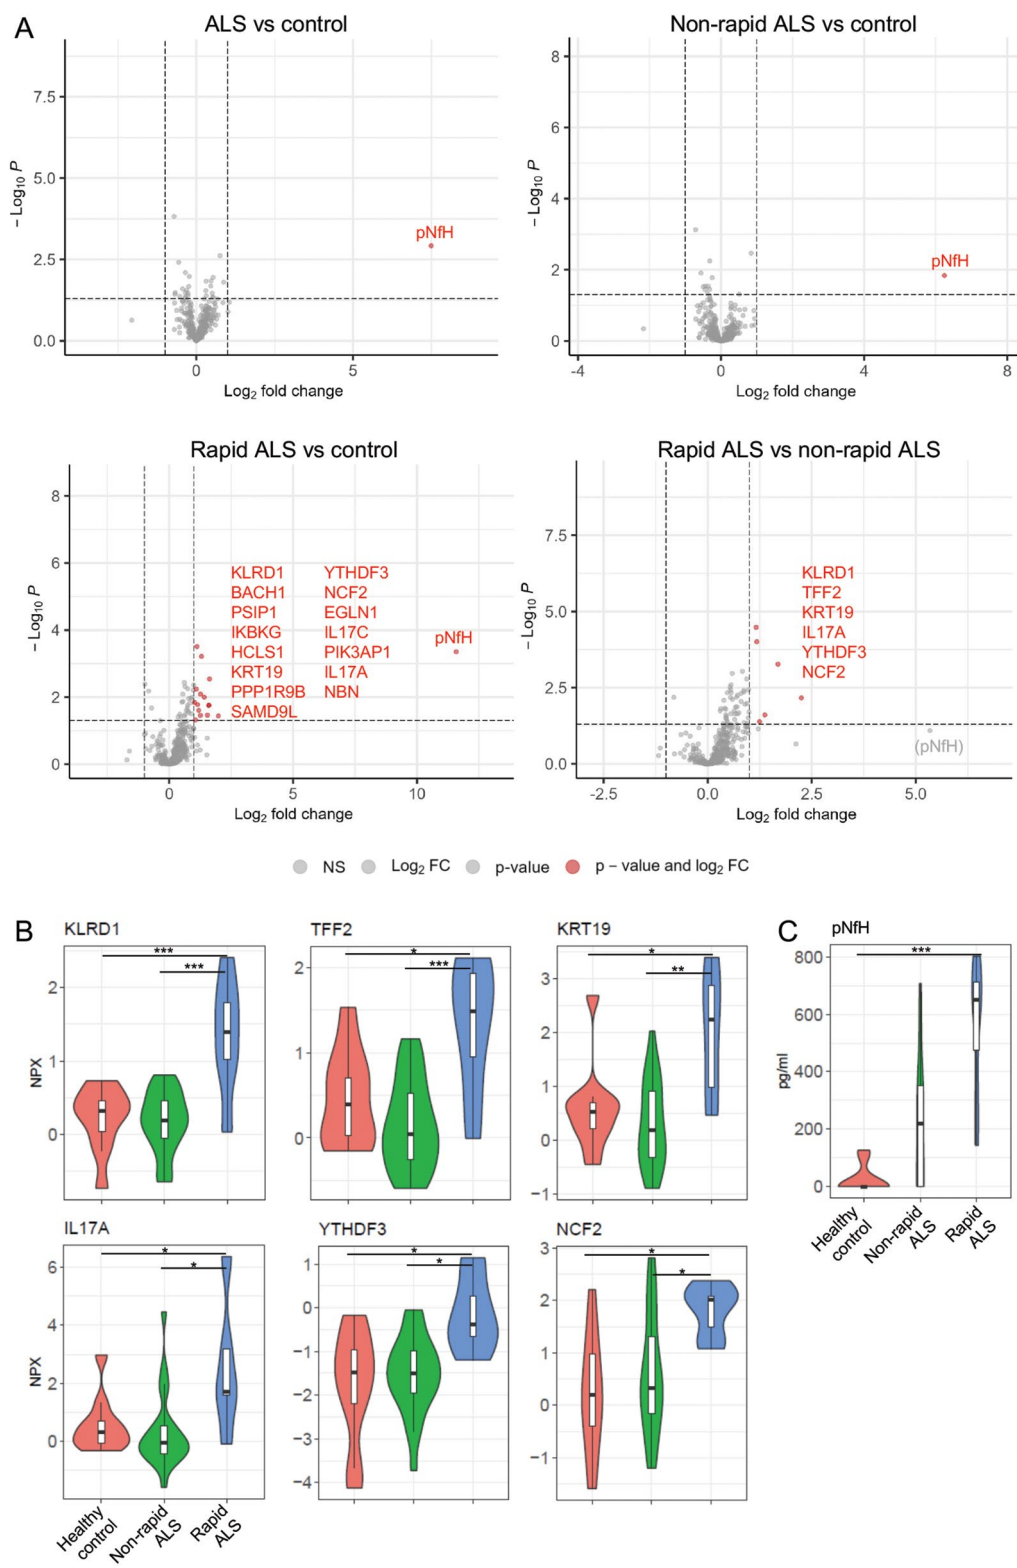 A
ALS vs control
Non-rapid ALS vs control
7.5
5.0
2.5
0.0
− Log10 P
pNfH
0
5
Log2 fold change
8
6
4
2
0
− Log10 P
pNfH
-4
0
4
8
Log2 fold change
Rapid ALS vs control
Rapid ALS vs non-rapid ALS
8
6
4
2
0
− Log10 P
KLRD1 YTHDF3
BACH1 NCF2
PSIP1 EGLN1
IKBKG IL17C
HCLS1 PIK3AP1
KRT19 IL17A
PPP1R9B NBN
SAMD9L
pNfH
0
5
10
Log2 fold change
7.5
5.0
2.5
0.0
− Log10 P
KLRD1
TFF2
KRT19
IL17A
YTHDF3
NCF2
(pNfH)
-2.5
0.0
2.5
5.0
Log2 fold change
NS Log2 FC p-value p − value and log2 FC
B
KLRD1
***
***
2
1
0
NPX
TFF2
*
***
2
1
0
KRT19
*
**
3
2
1
0
−1
C
pNfH
***
800
600
400
200
0
pg/ml
Healthy control
Non-rapid ALS
Rapid ALS
IL17A
*
*
6
4
2
0
NPX
Healthy control
Non-rapid ALS
Rapid ALS
YTHDF3
*
*
1
0
−1
−2
−3
−4
NCF2
*
*
3
2
1
0
−1